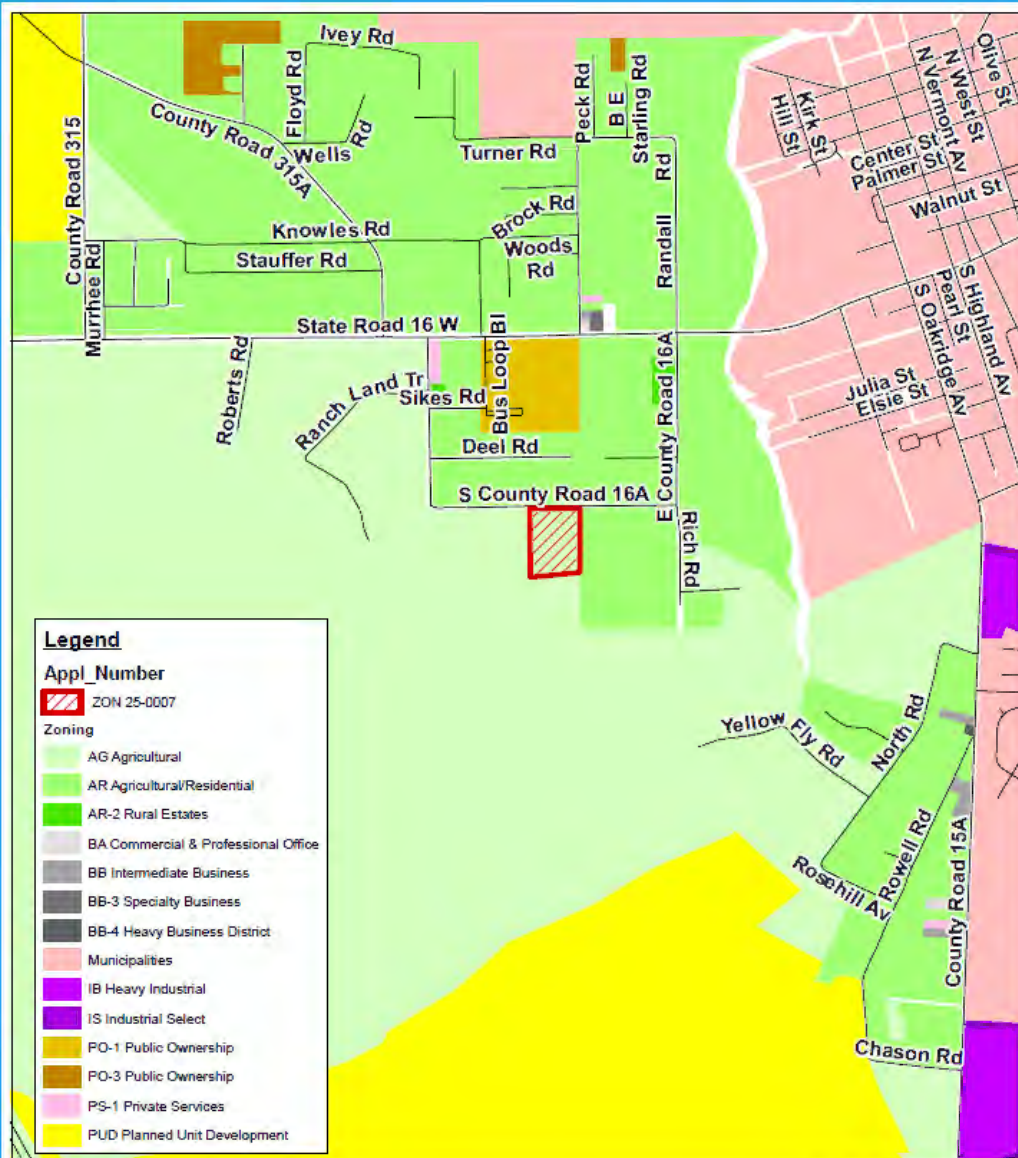 Ivey Rd
Floyd Rd
County Road 315
County Road 315A
Wells Rd
Turner Rd
Peck Rd
B E
Starling Rd
Randall Rd
Kirk St
Hill St
Olive St
N West St
N Vermont Av
Center St
Palmer St
Walnut St
Knowles Rd
Stauffer Rd
Murrhee Rd
Brock Rd
Woods Rd
State Road 16 W
S Highland Av
Pearl St
S Oakridge Av
Roberts Rd
Ranch Land Tr
Sikes Rd
Bus Loop Bl
E County Road 16A
Julia St
Elsie St
Deel Rd
S County Road 16A
Rich Rd
Yellow Fly Rd
North Rd
Rosehill Av
Rowell Rd
County Road 15A
Chason Rd
Legend
Appl_Number
ZON 25-0007
Zoning
AG Agricultural
AR Agricultural/Residential
AR-2 Rural Estates
BA Commercial & Professional Office
BB Intermediate Business
BB-3 Specialty Business
BB-4 Heavy Business District
Municipalities
IB Heavy Industrial
IS Industrial Select
PO-1 Public Ownership
PO-3 Public Ownership
PS-1 Private Services
PUD Planned Unit Development